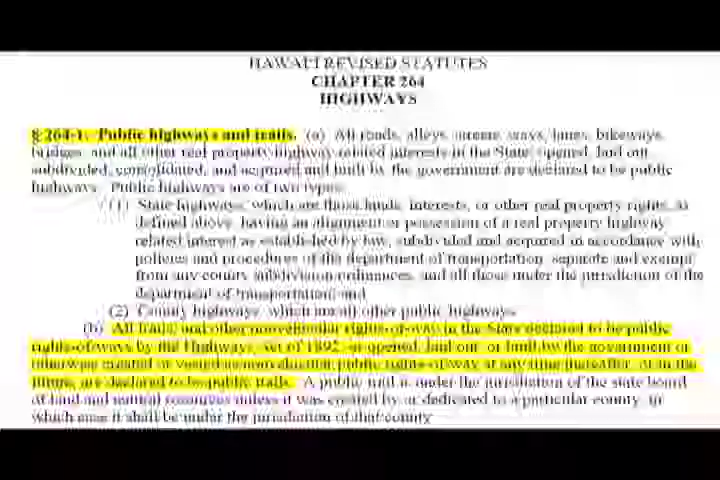 HAWAI'I REVISED STATUTES
CHAPTER 264
HIGHWAYS
§ 264-1. Public highways and trails. (a) All roads, alleys, streets, ways, lanes, bikeways,
bridges, and all other real property highway related interests in the State, opened, laid out,
subdivided, consolidated, and acquired and built by the government are declared to be public
highways. Public highways are of two types:
(1) State highways, which are those lands, interests, or other real property rights, as
defined above, having an alignment or possession of a real property highway
related interest as established by law, subdivided and acquired in accordance with
policies and procedures of the department of transportation, separate and exempt
from any county subdivision ordinances, and all those under the jurisdiction of the
department of transportation; and
(2) County highways, which are all other public highways.
(b) All trails, and other nonvehicular rights-of-way in the State declared to be public
rights-of-ways by the Highways Act of 1892, or opened, laid out, or built by the government or
otherwise created or vested as nonvehicular public rights-of-way at any time thereafter, or in the
future, are declared to be public trails. A public trail is under the jurisdiction of the state board
of land and natural resources unless it was created by or dedicated to a particular county, in
which case it shall be under the jurisdiction of that county